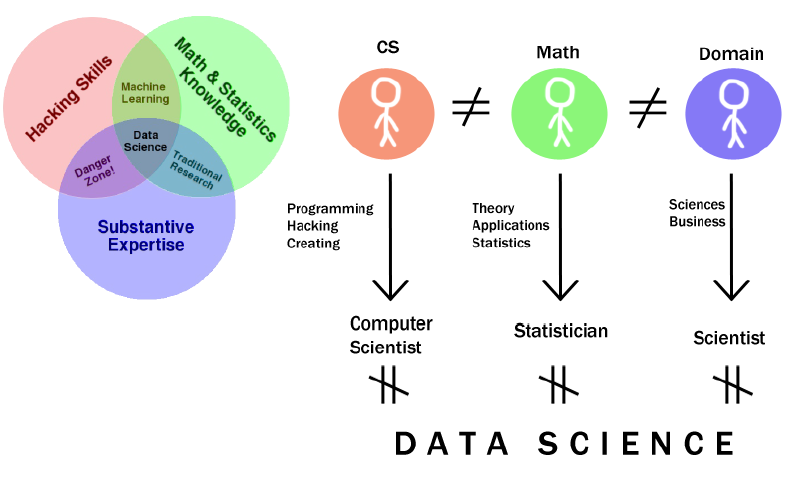 Hacking Skills
Math & Statistics
Knowledge
Machine
Learning
Data
Science
Danger
Zone!
Traditional
Research
Substantive
Expertise
CS
Math
Domain
≠
≠
Programming
Hacking
Creating
Theory
Applications
Statistics
Sciences
Business
Computer
Scientist
Statistician
Scientist
DATA SCIENCE